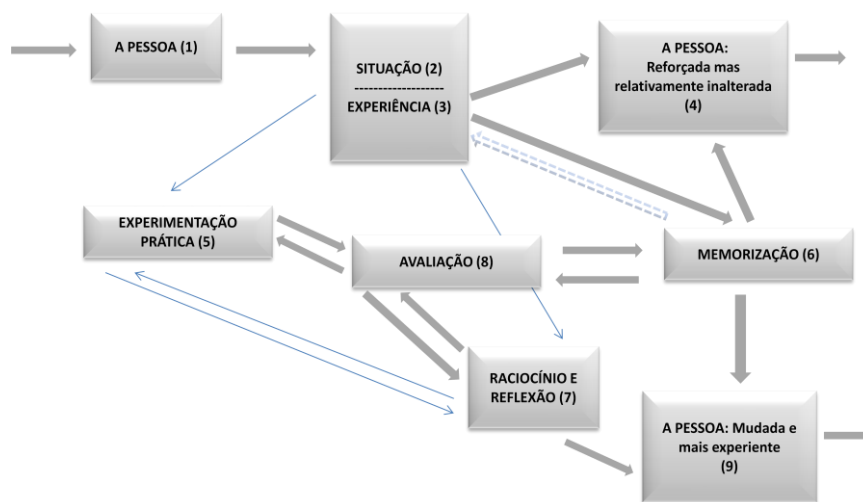 A PESSOA (1)
SITUAÇÃO (2)
--------------------
EXPERIÊNCIA (3)
A PESSOA:
Reforçada mas
relativamente inalterada
(4)
EXPERIMENTAÇÃO
PRÁTICA (5)
AVALIAÇÃO (8)
MEMORIZAÇÃO (6)
RACIOCÍNIO E
REFLEXÃO (7)
A PESSOA: Mudada e
mais experiente
(9)